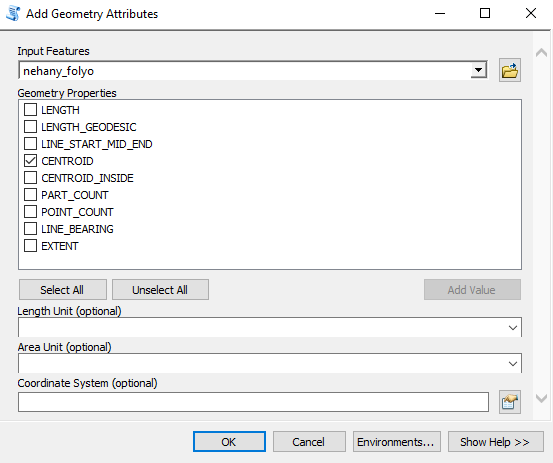 Add Geometry Attributes
Input Features
nehany_folyo
Geometry Properties
LENGTH
LENGTH_GEODESIC
LINE_START_MID_END
CENTROID
CENTROID_INSIDE
PART_COUNT
POINT_COUNT
LINE_BEARING
EXTENT
Select All Unselect All Add Value
Length Unit (optional)
Area Unit (optional)
Coordinate System (optional)
OK Cancel Environments... Show Help >>